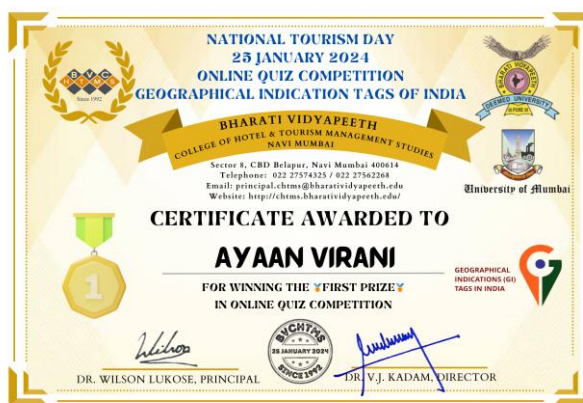 NATIONAL TOURISM DAY
25 JANUARY 2024
ONLINE QUIZ COMPETITION
GEOGRAPHICAL INDICATION TAGS OF INDIA
BVC
HTMS
Since 1992
BHARATI VIDYAPEETH
DEEMED UNIVERSITY
BHARATI VIDYAPEETH
COLLEGE OF HOTEL & TOURISM MANAGEMENT STUDIES
NAVI MUMBAI
Sector 8, CBD Belapur, Navi Mumbai 400614
Telephone: 022 27574325 / 022 27562268
Email: principal.chtms@bharatividyapeeth.edu
Website: http://chtms.bharatividyapeeth.edu/
University of Mumbai
CERTIFICATE AWARDED TO
AYAAN VIRANI
FOR WINNING THE FIRST PRIZE
IN ONLINE QUIZ COMPETITION
1
GEOGRAPHICAL
INDICATIONS (GI)
TAGS IN INDIA
BVCHTMS
25 JANUARY 2024
SINCE 1992
DR. WILSON LUKOSE, PRINCIPAL
DR. V.J. KADAM, DIRECTOR